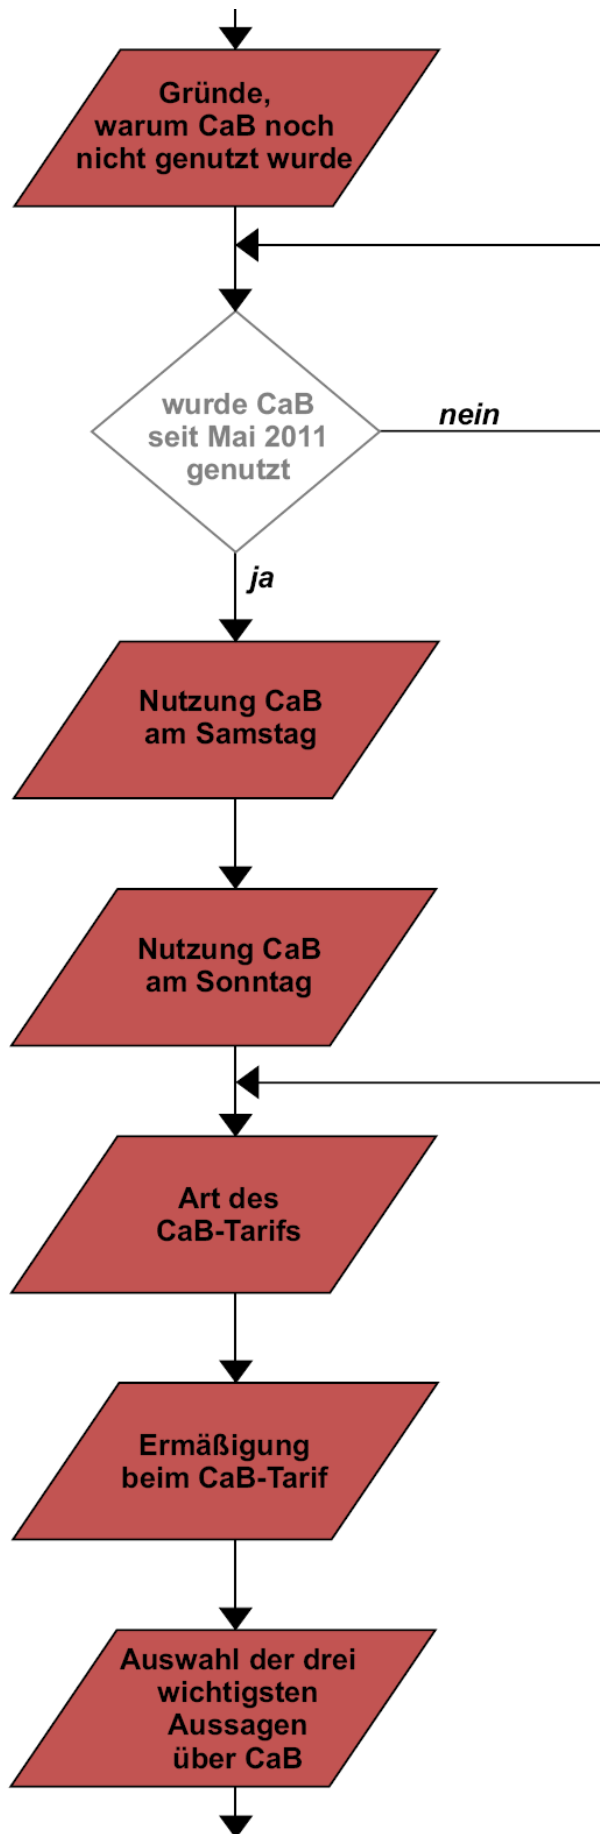 Gründe,
warum CaB noch
nicht genutzt wurde
wurde CaB
seit Mai 2011
genutzt
nein
ja
Nutzung CaB
am Samstag
Nutzung CaB
am Sonntag
Art des
CaB-Tarifs
Ermäßigung
beim CaB-Tarif
Auswahl der drei
wichtigsten
Aussagen
über CaB